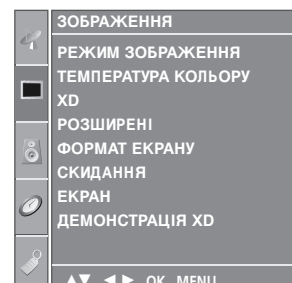 ЗОБРАЖЕННЯ
РЕЖИМ ЗОБРАЖЕННЯ
ТЕМПЕРАТУРА КОЛЬОРУ
XD
РОЗШИРЕНІ
ФОРМАТ ЕКРАНУ
СКИДАННЯ
ЕКРАН
ДЕМОНСТРАЦІЯ XD
▲▼ ◄► OK MENU